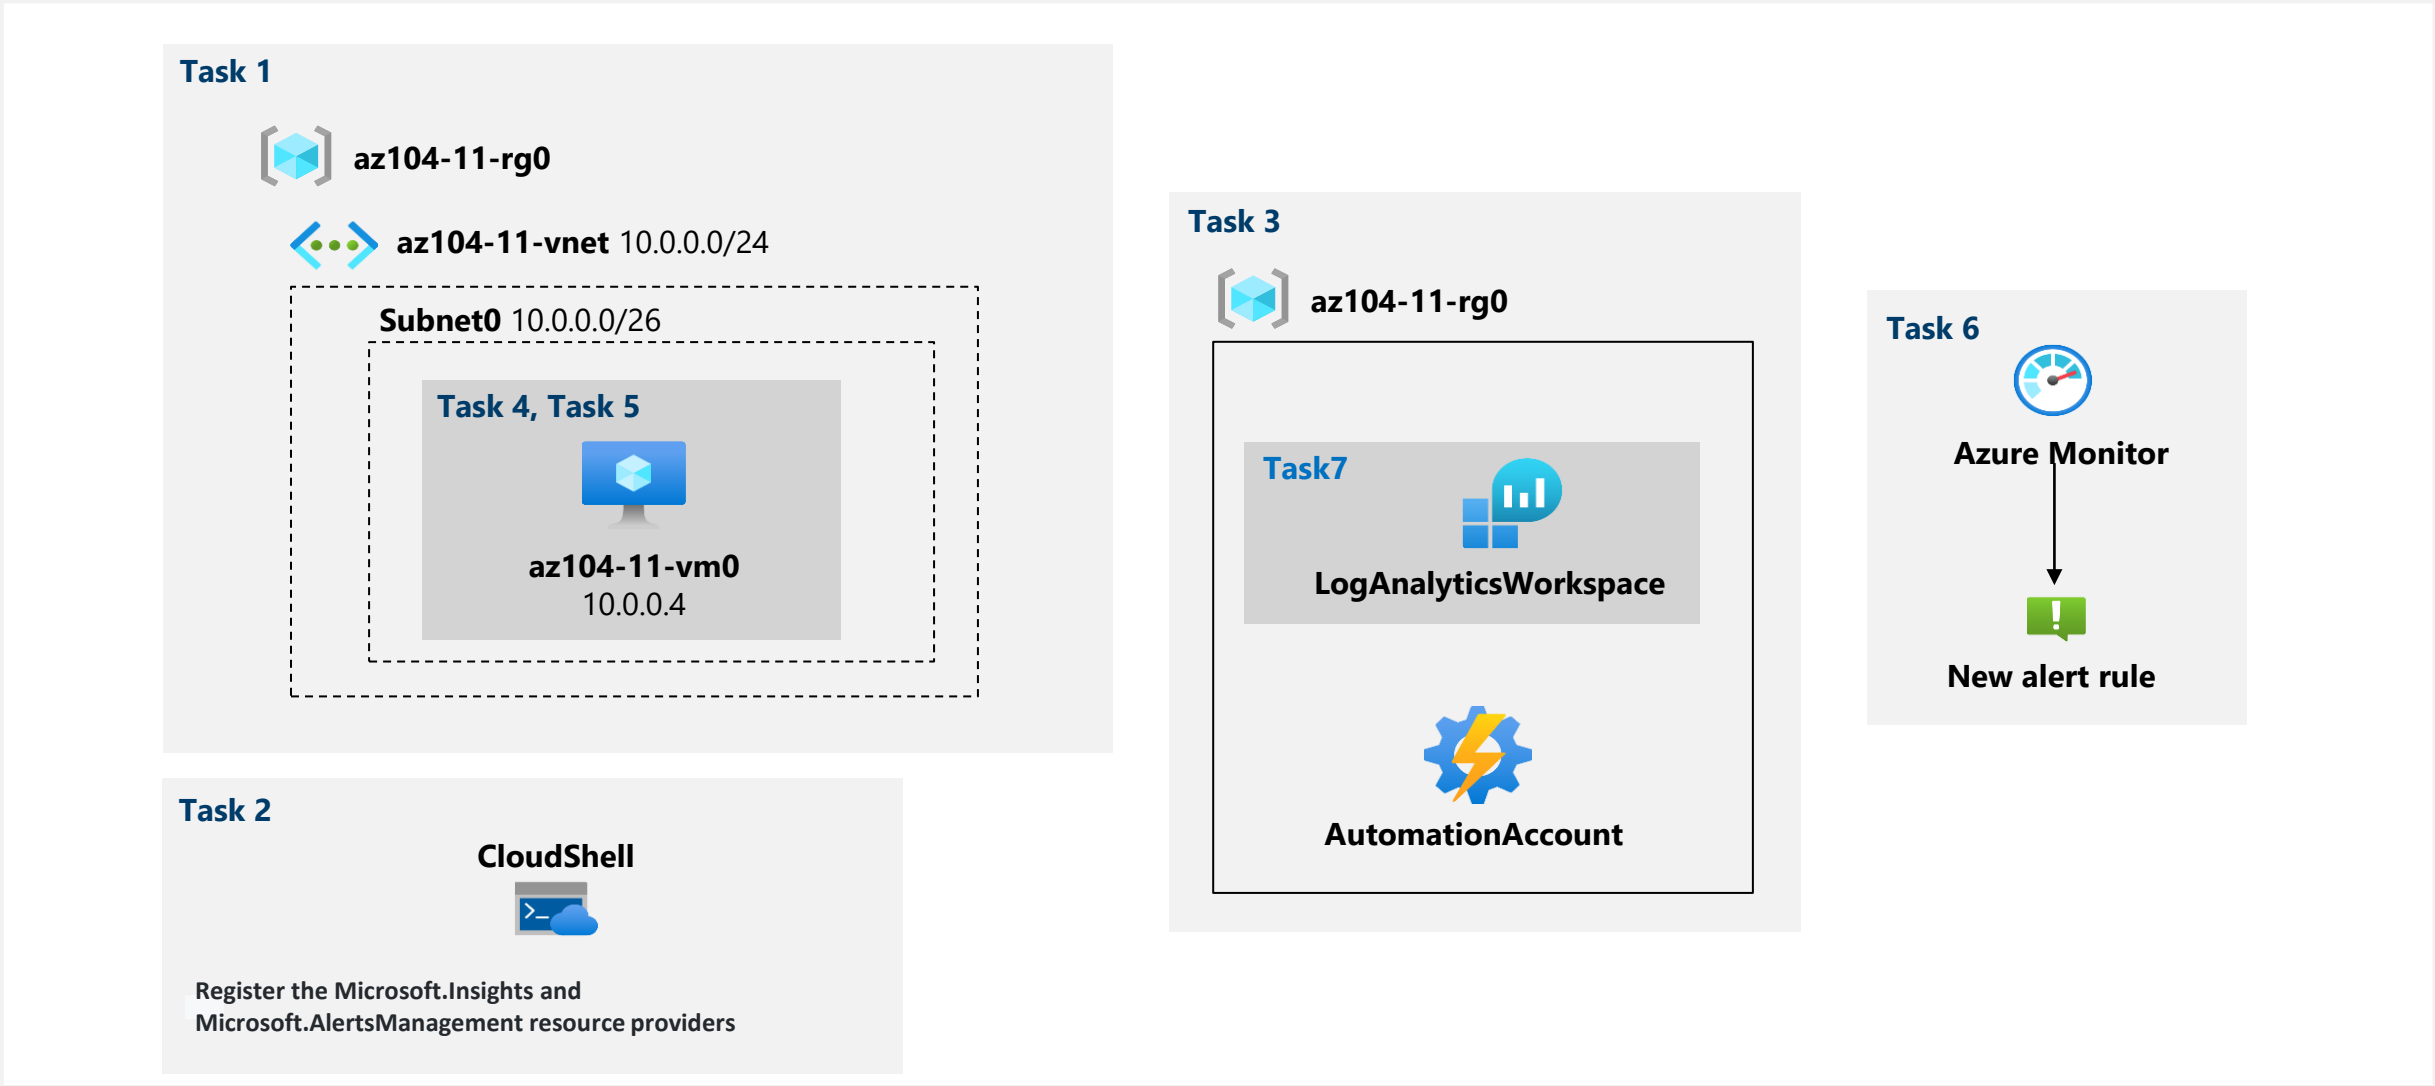 Task 1
az104-11-rg0
az104-11-vnet 10.0.0.0/24
Subnet0 10.0.0.0/26
Task 4, Task 5
az104-11-vm0
10.0.0.4
Task 2
CloudShell
>_
Register the Microsoft.Insights and
Microsoft.AlertsManagement resource providers
Task 3
az104-11-rg0
Task7
LogAnalyticsWorkspace
AutomationAccount
Task 6
Azure Monitor
!
New alert rule